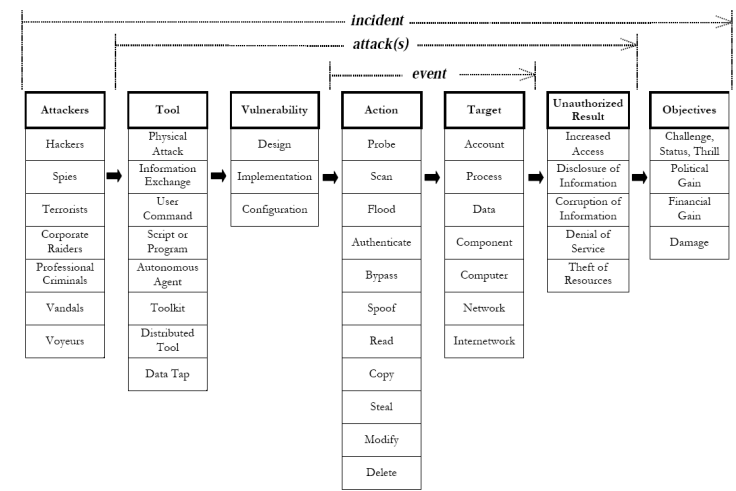 incident
attack(s)
event
Attackers
Hackers
Spies
Terrorists
Corporate
Raiders
Professional
Criminals
Vandals
Voyeurs
Tool
Physical
Attack
Information
Exchange
User
Command
Script or
Program
Autonomous
Agent
Toolkit
Distributed
Tool
Data Tap
Vulnerability
Design
Implementation
Configuration
Action
Probe
Scan
Flood
Authenticate
Bypass
Spoof
Read
Copy
Steal
Modify
Delete
Target
Account
Process
Data
Component
Computer
Network
Internetwork
Unauthorized
Result
Increased
Access
Disclosure of
Information
Corruption of
Information
Denial of
Service
Theft of
Resources
Objectives
Challenge,
Status, Thrill
Political
Gain
Financial
Gain
Damage